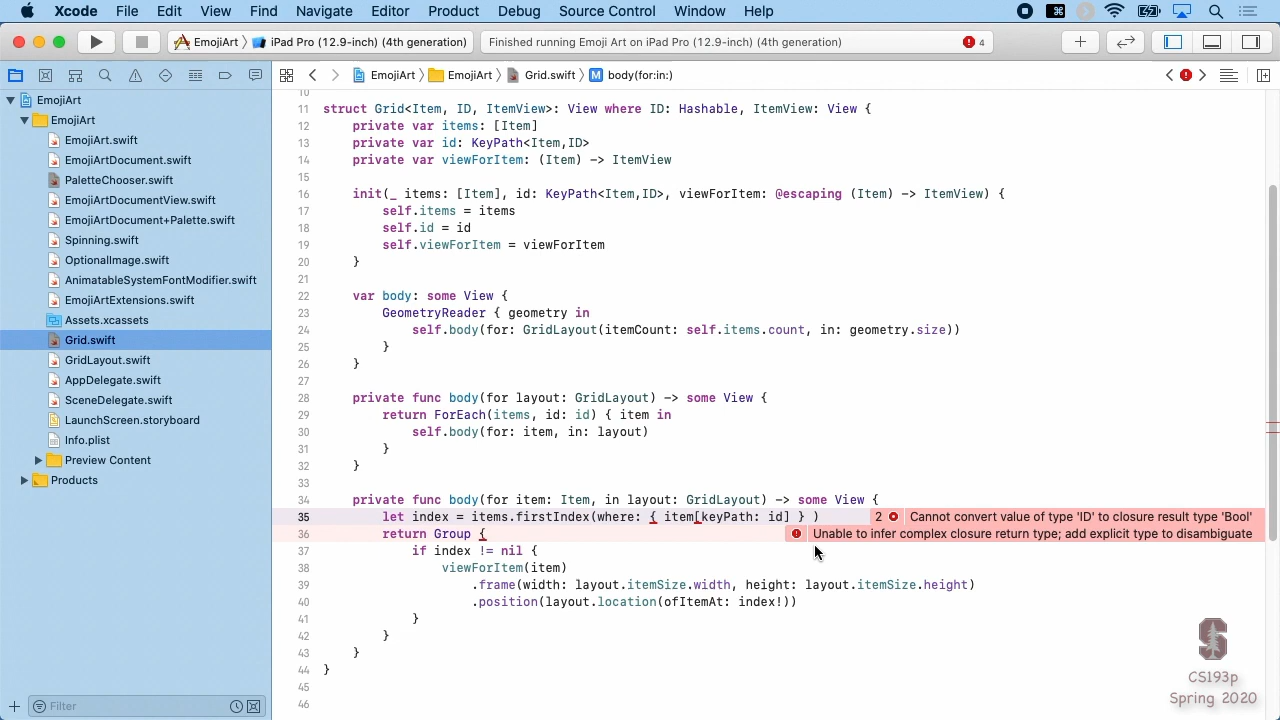 Xcode File Edit View Find Navigate Editor Product Debug Source Control Window Help
EmojiArt iPad Pro (12.9-inch) (4th generation) Finished running Emoji Art on iPad Pro (12.9-inch) (4th generation) 4
EmojiArt EmojiArt Grid.swift M body(for:in:)
EmojiArt
EmojiArt
EmojiArt.swift
EmojiArtDocument.swift
PaletteChooser.swift
EmojiArtDocumentView.swift
EmojiArtDocument+Palette.swift
Spinning.swift
OptionalImage.swift
AnimatableSystemFontModifier.swift
EmojiArtExtensions.swift
Assets.xcassets
Grid.swift
GridLayout.swift
AppDelegate.swift
SceneDelegate.swift
LaunchScreen.storyboard
Info.plist
Preview Content
Products
Filter
10
11 struct Grid<Item, ID, ItemView>: View where ID: Hashable, ItemView: View {
12 private var items: [Item]
13 private var id: KeyPath<Item,ID>
14 private var viewForItem: (Item) -> ItemView
15
16 init(_ items: [Item], id: KeyPath<Item,ID>, viewForItem: @escaping (Item) -> ItemView) {
17 self.items = items
18 self.id = id
19 self.viewForItem = viewForItem
20 }
21
22 var body: some View {
23 GeometryReader { geometry in
24 self.body(for: GridLayout(itemCount: self.items.count, in: geometry.size))
25 }
26 }
27
28 private func body(for layout: GridLayout) -> some View {
29 return ForEach(items, id: id) { item in
30 self.body(for: item, in: layout)
31 }
32 }
33
34 private func body(for item: Item, in layout: GridLayout) -> some View {
35 let index = items.firstIndex(where: { item[keyPath: id] } ) 2 Cannot convert value of type 'ID' to closure result type 'Bool'
36 return Group { Unable to infer complex closure return type; add explicit type to disambiguate
37 if index != nil {
38 viewForItem(item)
39 .frame(width: layout.itemSize.width, height: layout.itemSize.height)
40 .position(layout.location(ofItemAt: index!))
41 }
42 }
43 }
44 }
45
46
S
CS193p
Spring 2020